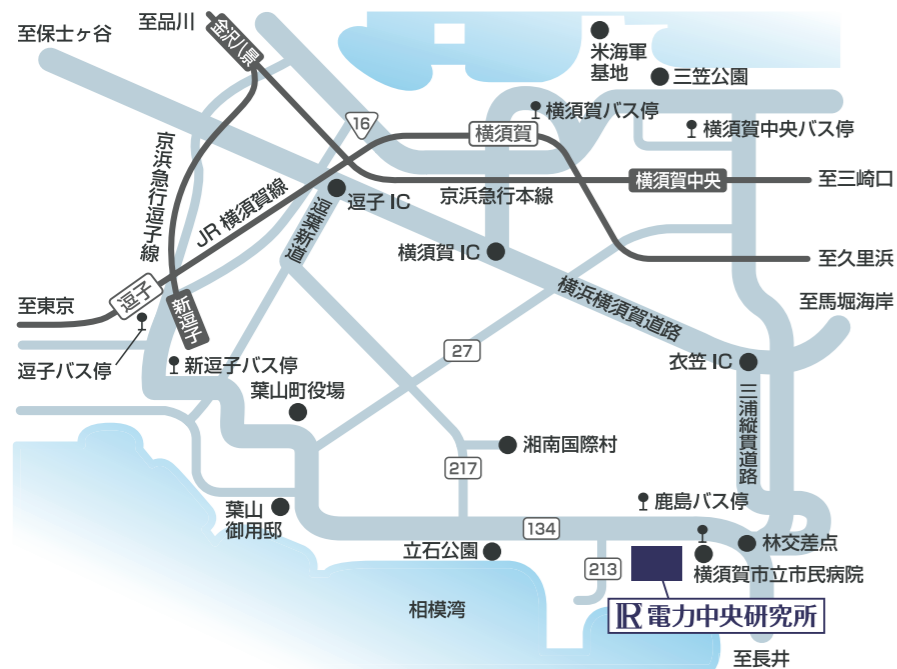 至品川
至保士ヶ谷
金沢八景
米海軍
基地
三笠公園
横須賀バス停
16
横須賀
横須賀中央バス停
京浜急行逗子線
JR 横須賀線
逗子 IC
京浜急行本線
横須賀中央
至三崎口
逗葉新道
横須賀 IC
至久里浜
横浜横須賀道路
至馬堀海岸
至東京
逗子
新逗子
逗子バス停
新逗子バス停
27
衣笠 IC
葉山町役場
三浦縦貫道路
湘南国際村
217
葉山
御用邸
鹿島バス停
134
立石公園
林交差点
213
横須賀市立市民病院
相模湾
電力中央研究所
至長井